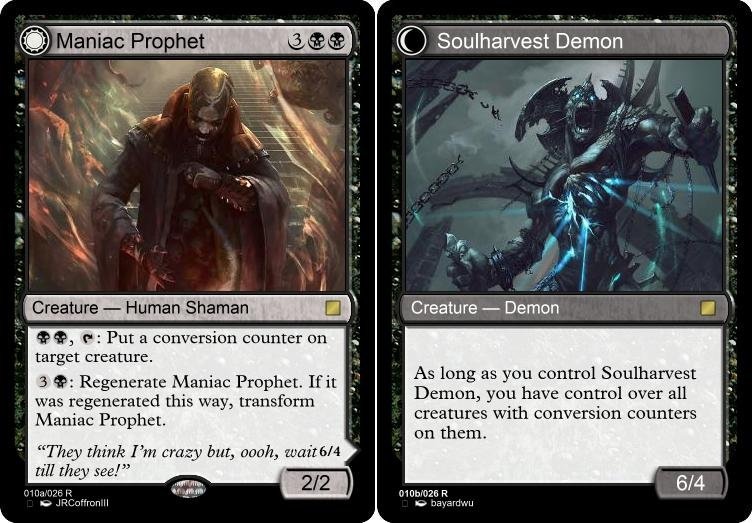 Maniac Prophet 3
Creature — Human Shaman
, : Put a conversion counter on
target creature.
3 : Regenerate Maniac Prophet. If it
was regenerated this way, transform
Maniac Prophet.
“They think I’m crazy but, oooh, wait
till they see!”
6/4
2/2
010a/026 R
JRCoffronIII
Soulharvest Demon
Creature — Demon
As long as you control Soulharvest
Demon, you have control over all
creatures with conversion counters
on them.
6/4
010b/026 R
bayardwu